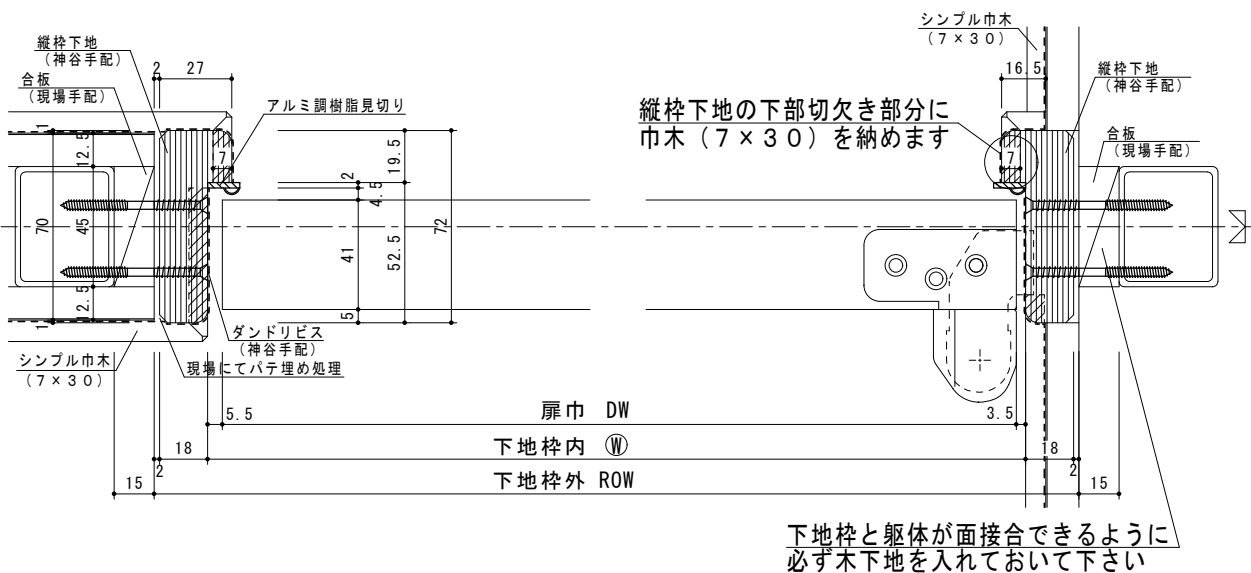 縦枠下地
(神谷手配)
合板
(現場手配)
2
27
アルミ調樹脂見切り
シンプル巾木
(7×30)
16.5
縦枠下地
(神谷手配)
合板
(現場手配)
縦枠下地の下部切欠き部分に
巾木(7×30)を納めます
7
7
1
12.5
70
45
12.5
1
2
4.5
19.5
41
52.5
72
5
ダンドリビス
(神谷手配)
現場にてパテ埋め処理
シンプル巾木
(7×30)
5.5
扉巾 DW
3.5
18
下地枠内 Ⓦ
18
2
2
15
下地枠外 ROW
15
下地枠と躯体が面接合できるように
必ず木下地を入れておいて下さい